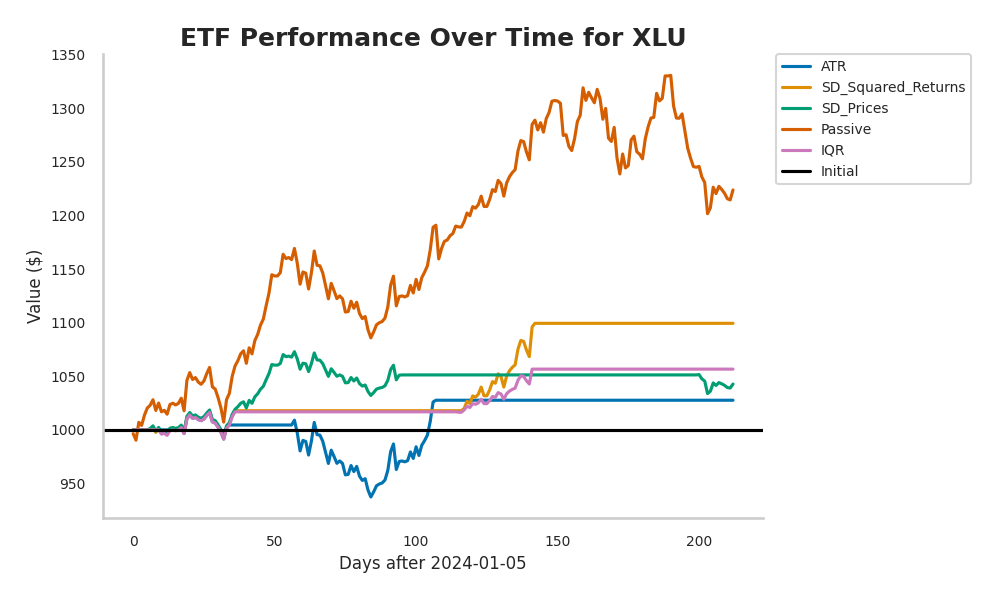 ETF Performance Over Time for XLU
1350
1300
1250
1200
1150
1100
1050
1000
950
Value ($)
0
50
100
150
200
Days after 2024-01-05
ATR
SD_Squared_Returns
SD_Prices
Passive
IQR
Initial